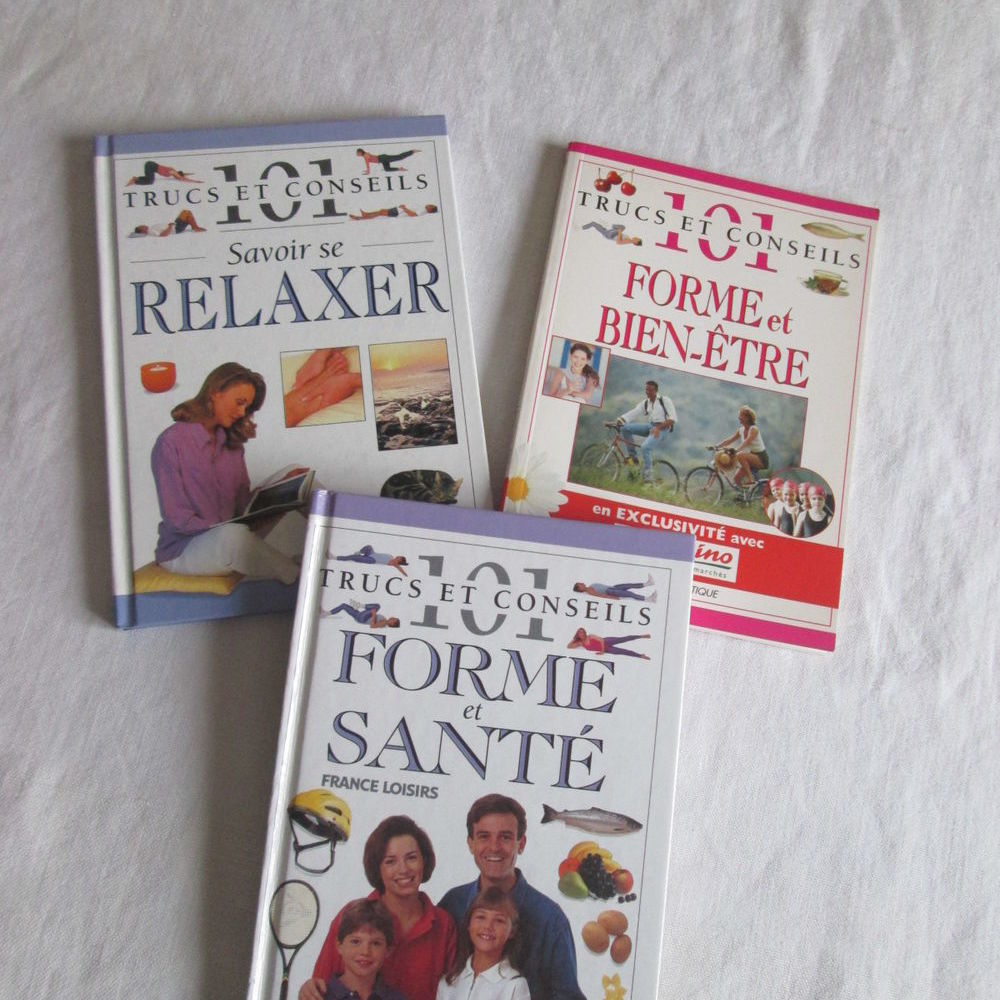 101
TRUCS ET CONSEILS
Savoir se
RELAXER
101
TRUCS ET CONSEILS
FORME et
BIEN-ÊTRE
en EXCLUSIVITÉ avec
101
TRUCS ET CONSEILS
FORME
et
SANTÉ
FRANCE LOISIRS